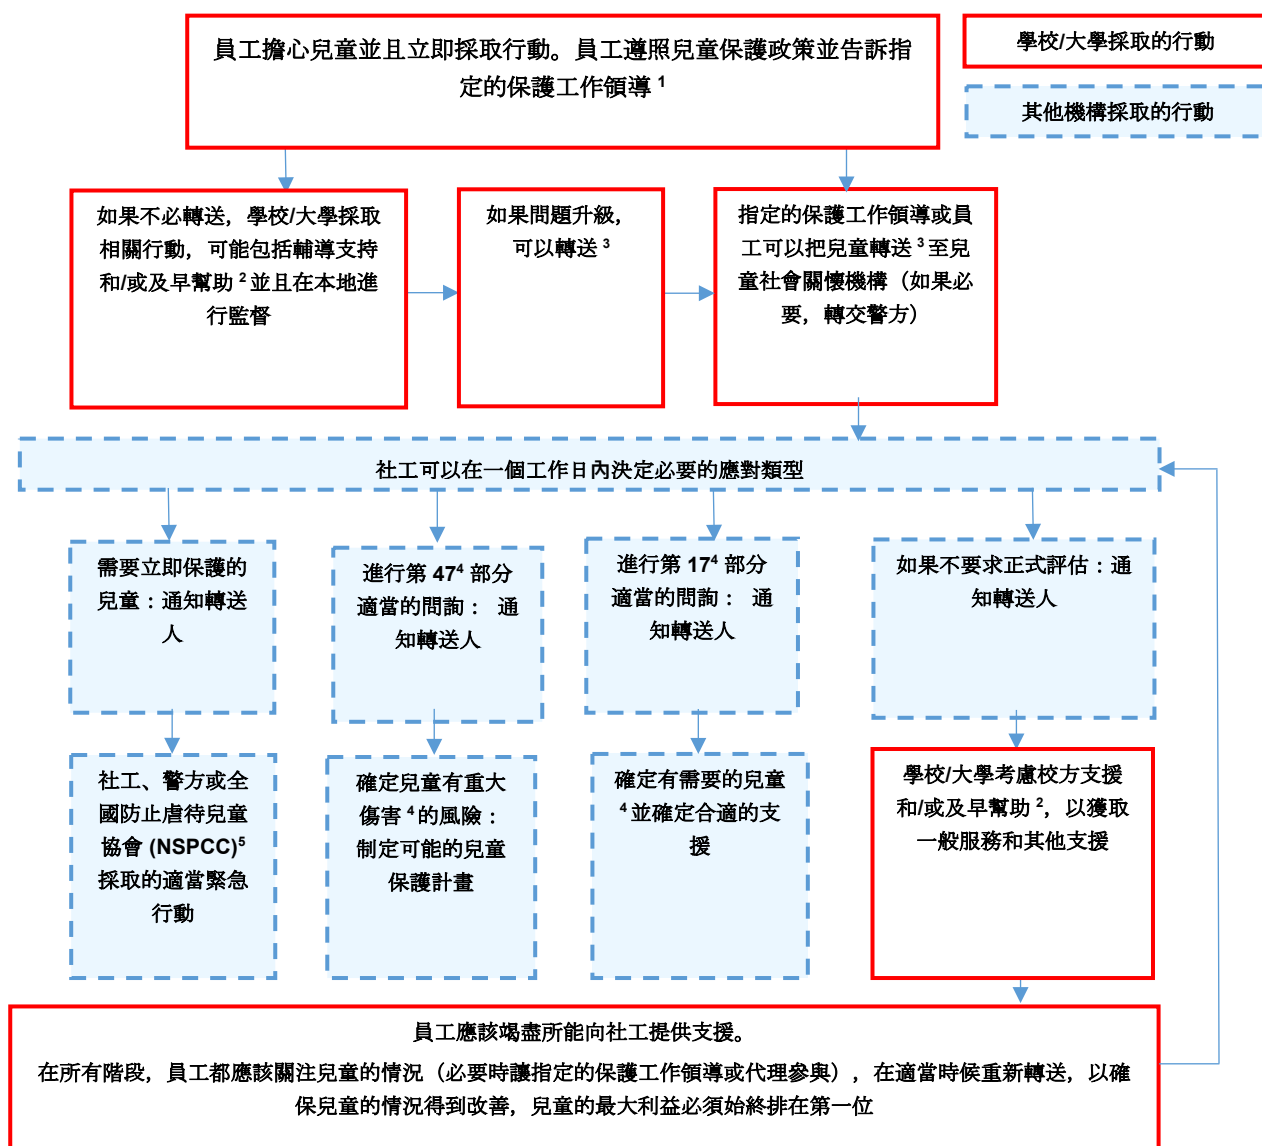 員工擔心兒童並且立即採取行動。員工遵照兒童保護政策並告訴指
定的保護工作領導 1
學校/大學採取的行動
其他機構採取的行動
如果不必轉送，學校/大學採取
相關行動，可能包括輔導支持
和/或及早幫助 2 並且在本地進
行監督
如果問題升級，
可以轉送 3
指定的保護工作領導或員
工可以把兒童轉送 3 至兒
童社會關懷機構（如果必
要，轉交警方）
社工可以在一個工作日內決定必要的應對類型
需要立即保護的
兒童：通知轉送
人
進行第 474 部分
適當的問詢： 通
知轉送人
進行第 174 部分
適當的問詢： 通
知轉送人
如果不要求正式評估：通
知轉送人
社工、警方或全
國防止虐待兒童
協會 (NSPCC)5
採取的適當緊急
行動
確定兒童有重大
傷害 4 的風險：
制定可能的兒童
保護計畫
確定有需要的兒童
4 並確定合適的支
援
學校/大學考慮校方支援
和/或及早幫助 2，以獲取
一般服務和其他支援
員工應該竭盡所能向社工提供支援。
在所有階段，員工都應該關注兒童的情況（必要時讓指定的保護工作領導或代理參與），在適當時候重新轉送，以確
保兒童的情況得到改善，兒童的最大利益必須始終排在第一位